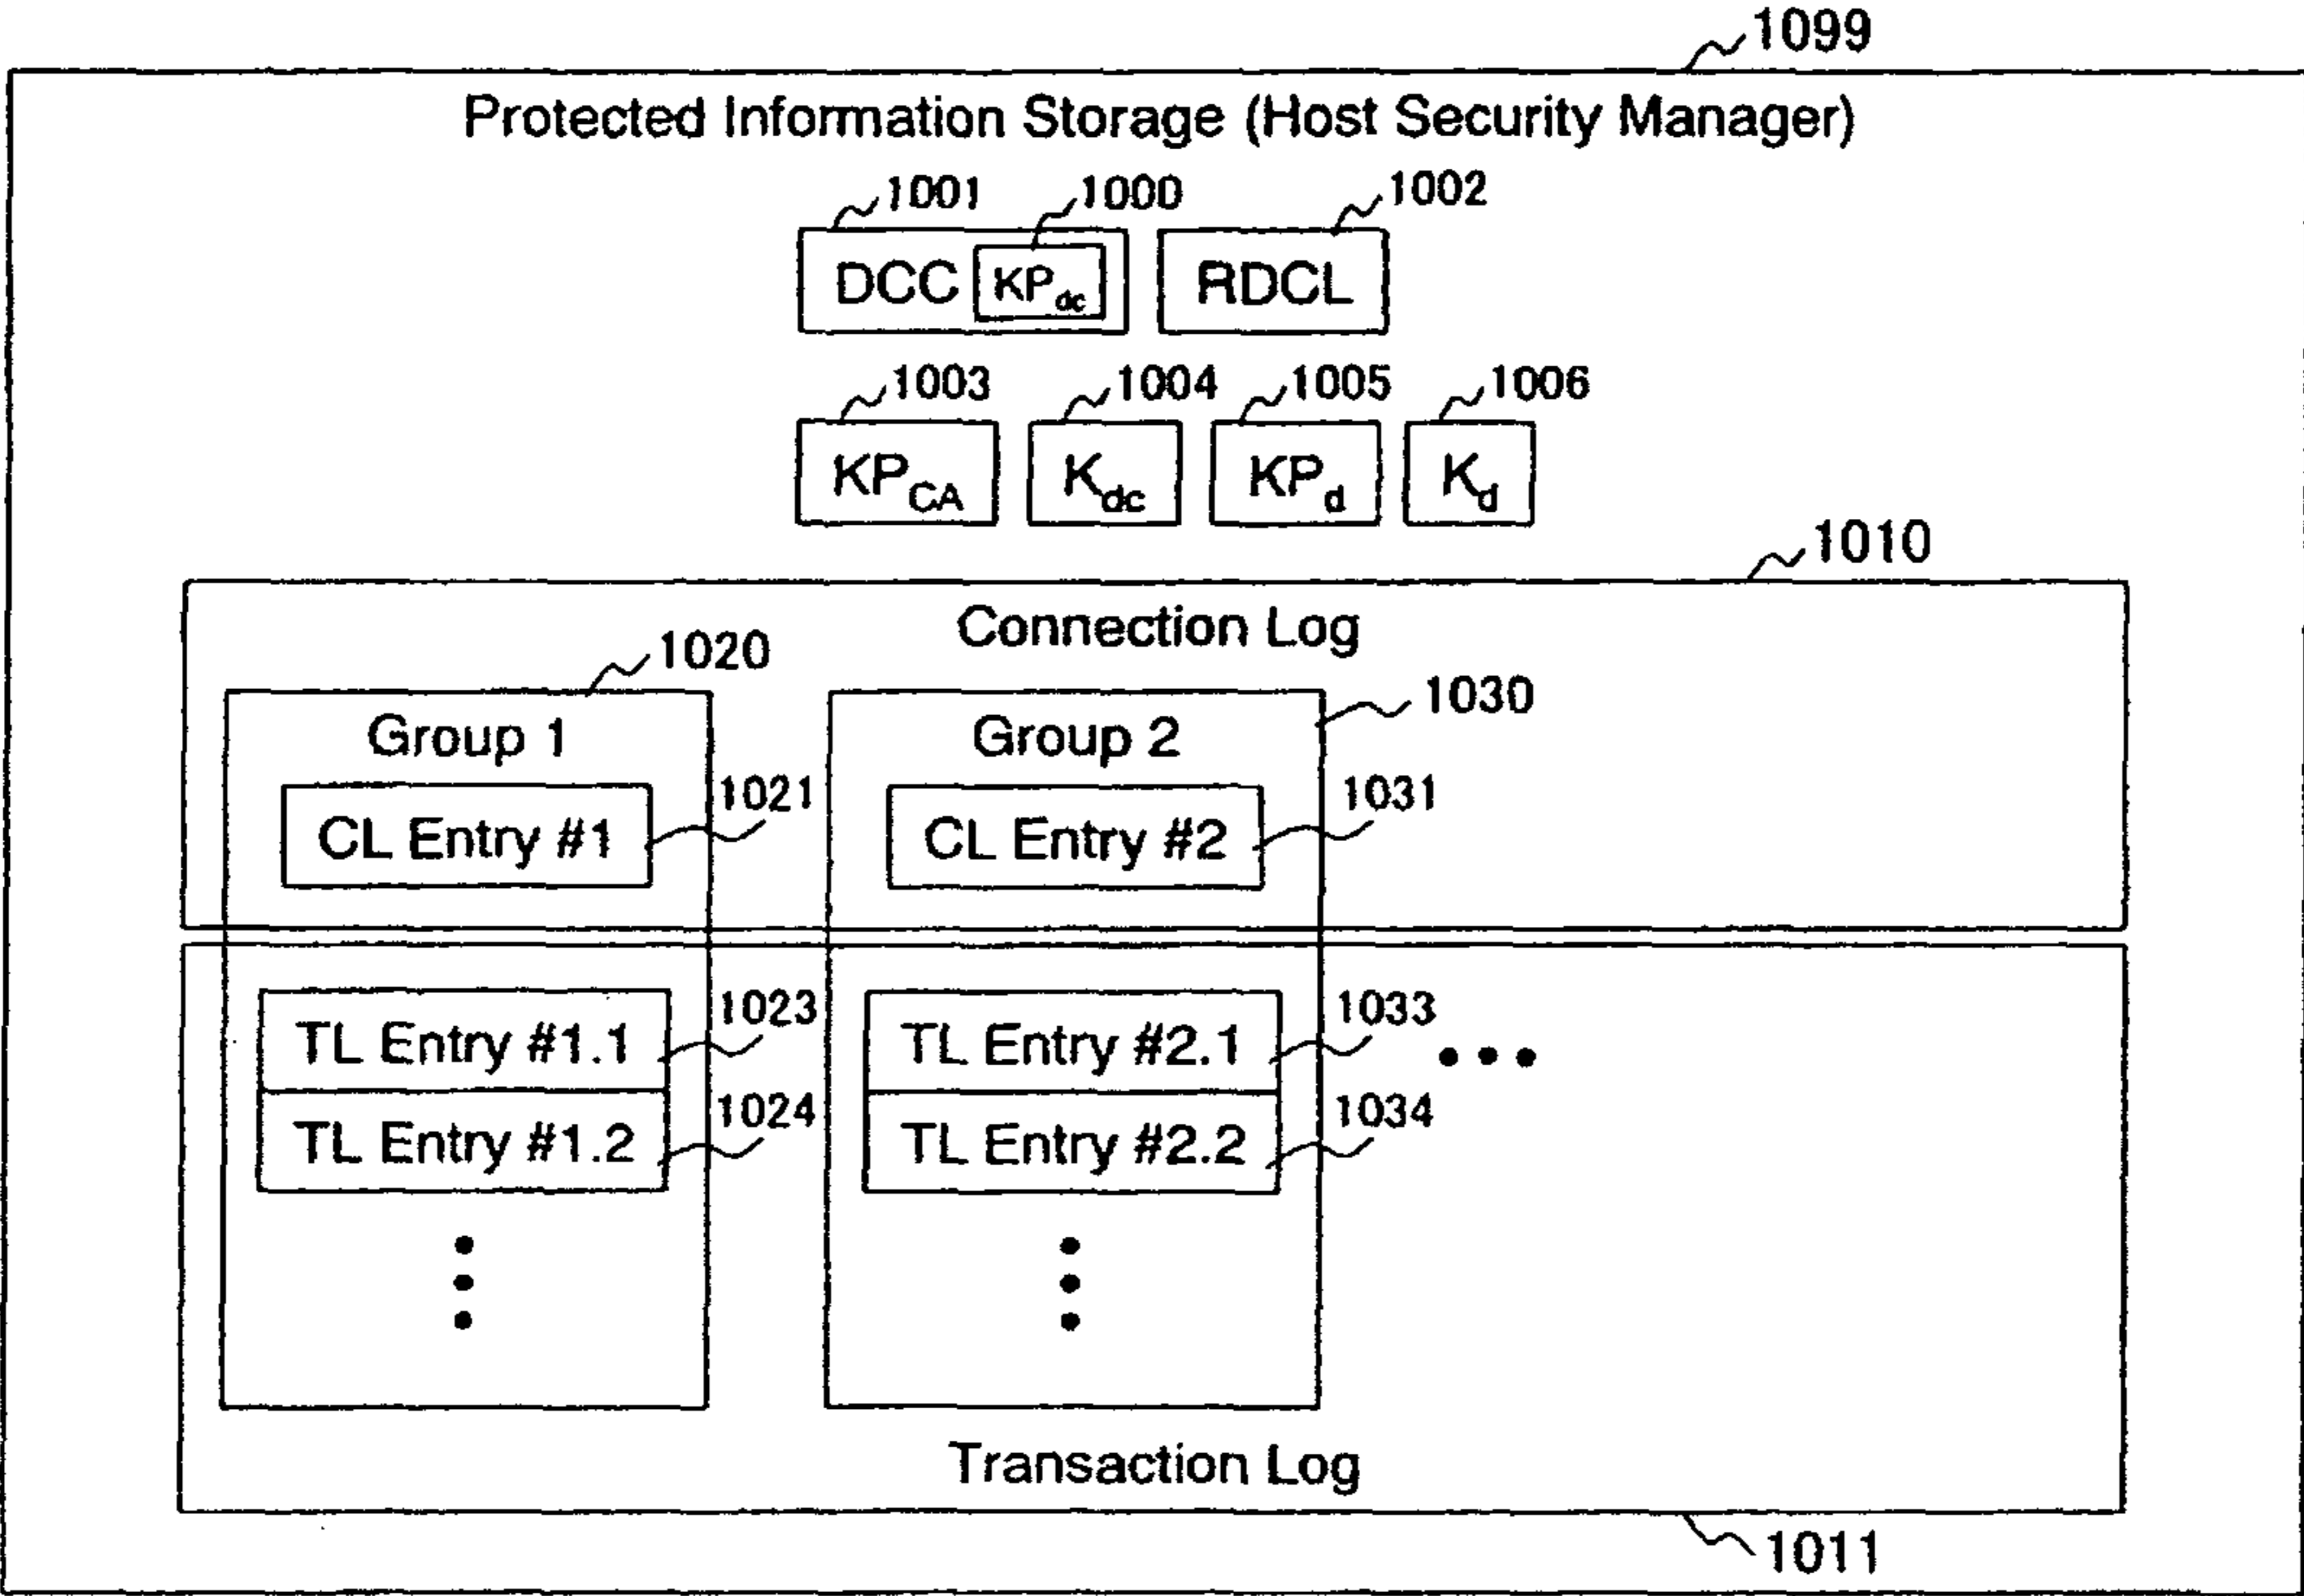 1099
Protected Information Storage (Host Security Manager)
1001 1000 1002
DCC KPdc RDCL
1003 1004 1005 1006
KPCA Kdc KPd Kd
1010
Connection Log
1020 1030
Group 1 Group 2
1021 1031
CL Entry #1 CL Entry #2
1023 1033
TL Entry #1.1 TL Entry #2.1
1024 1034
TL Entry #1.2 TL Entry #2.2
Transaction Log
1011